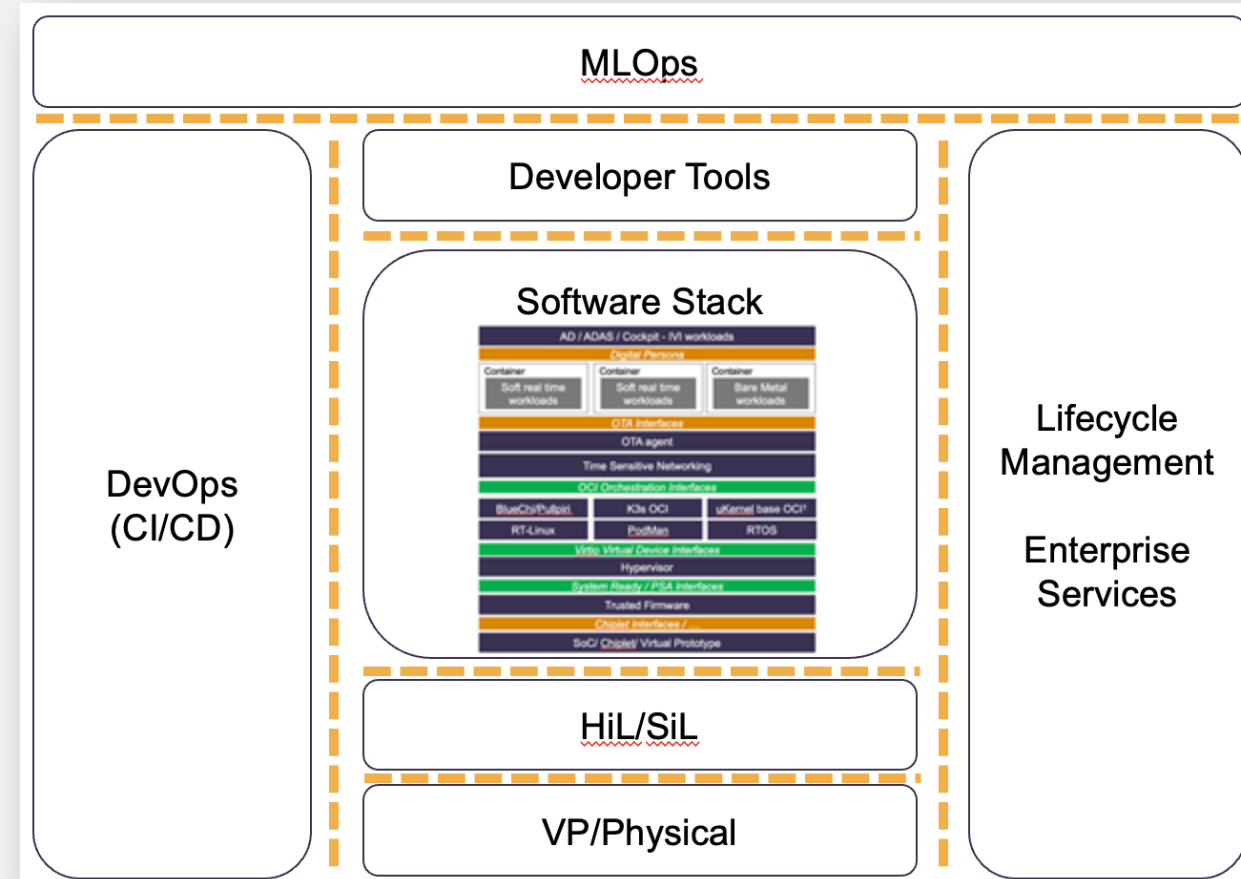 MLOps
Developer Tools
Software Stack
AD / ADAS / Cockpit - IVI workloads
Digital Persona
Container
Soft real time
workloads
Container
Soft real time
workloads
Container
Bare Metal
workloads
OTA Interfaces
OTA agent
Time Sensitive Networking
OCI Orchestration Interfaces
BlueChi/Pullpiri
K3s OCI
uKernel base OCI†
RT-Linux
PodMan
RTOS
Virtio Virtual Device Interfaces
Hypervisor
System Ready / PSA Interfaces
Trusted Firmware
Chiplet Interfaces / ...
SoC/ Chiplet/ Virtual Prototype
DevOps
(CI/CD)
Lifecycle
Management
Enterprise
Services
HiL/SiL
VP/Physical